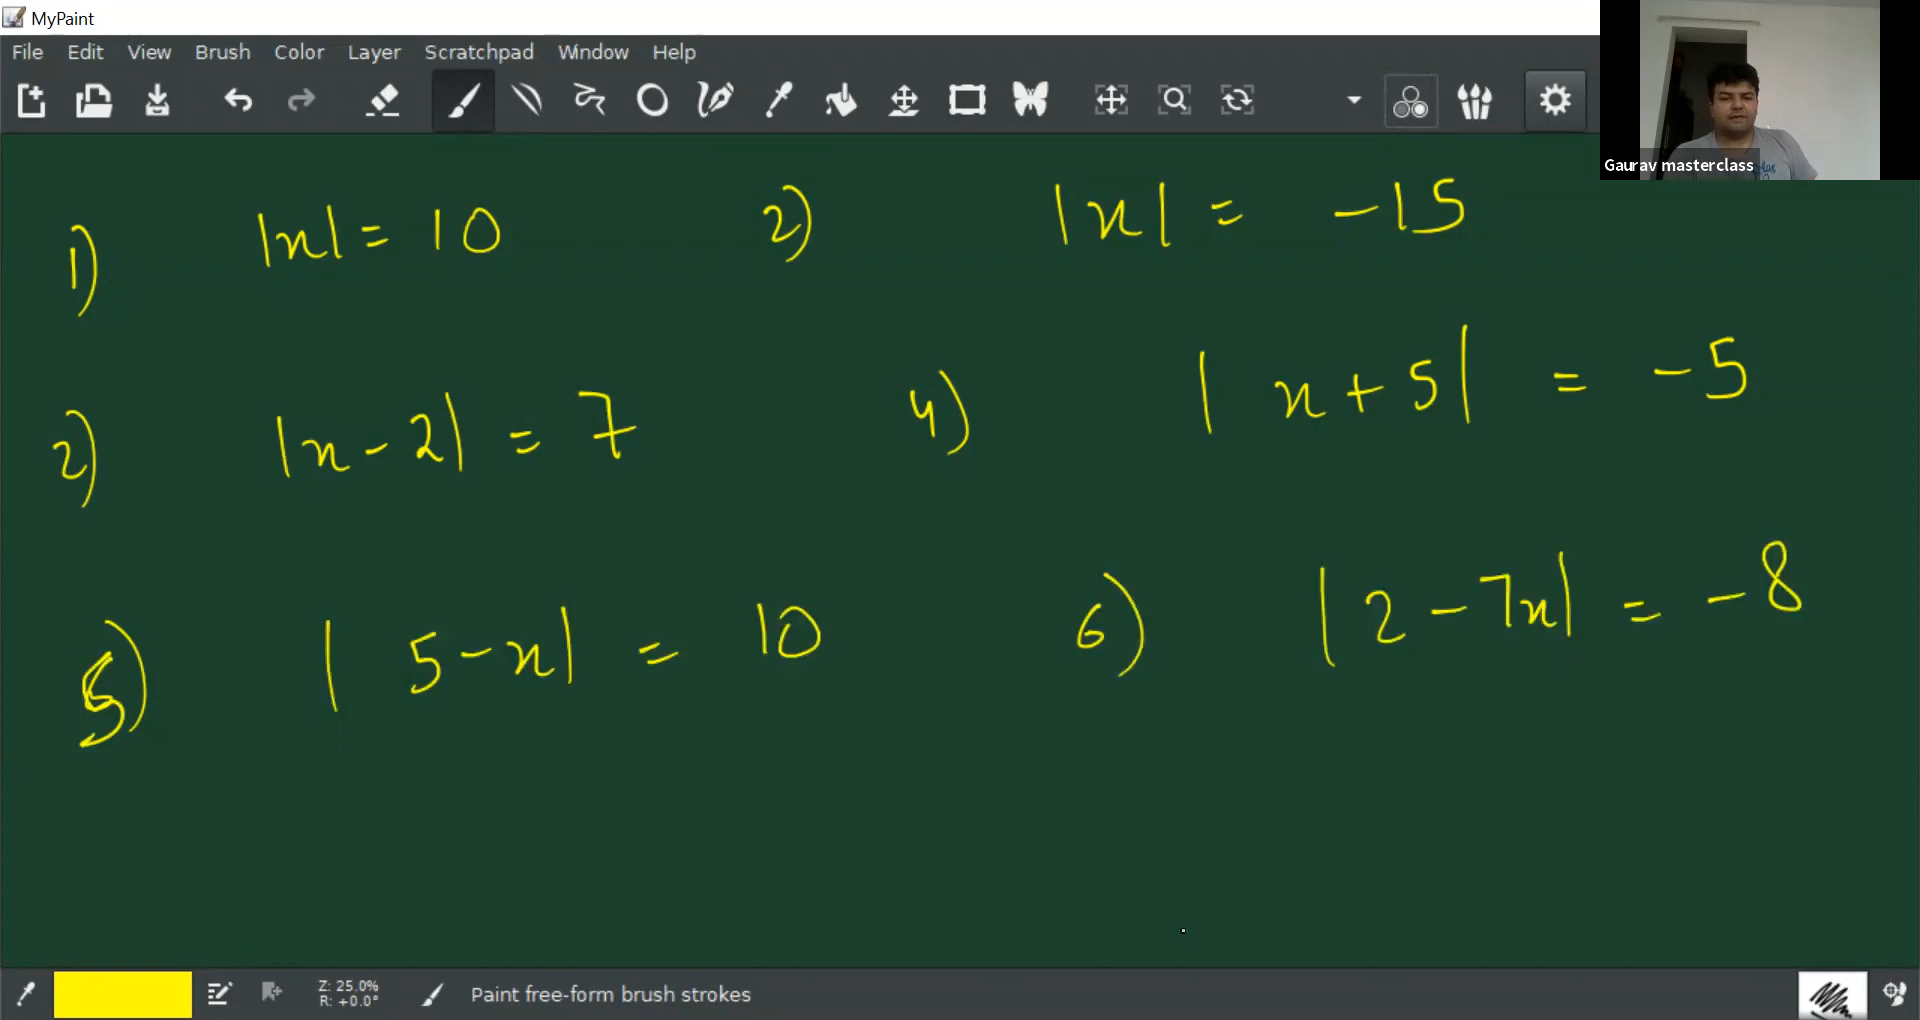 MyPaint
File Edit View Brush Color Layer Scratchpad Window Help
Gaurav masterclass
1) |x| = 10 2) |x| = -15
2) |x - 2| = 7 4) |x + 5| = -5
5) |5 - x| = 10 6) |2 - 7x| = -8
Z: 25.0%
R: +0.0°
Paint free-form brush strokes